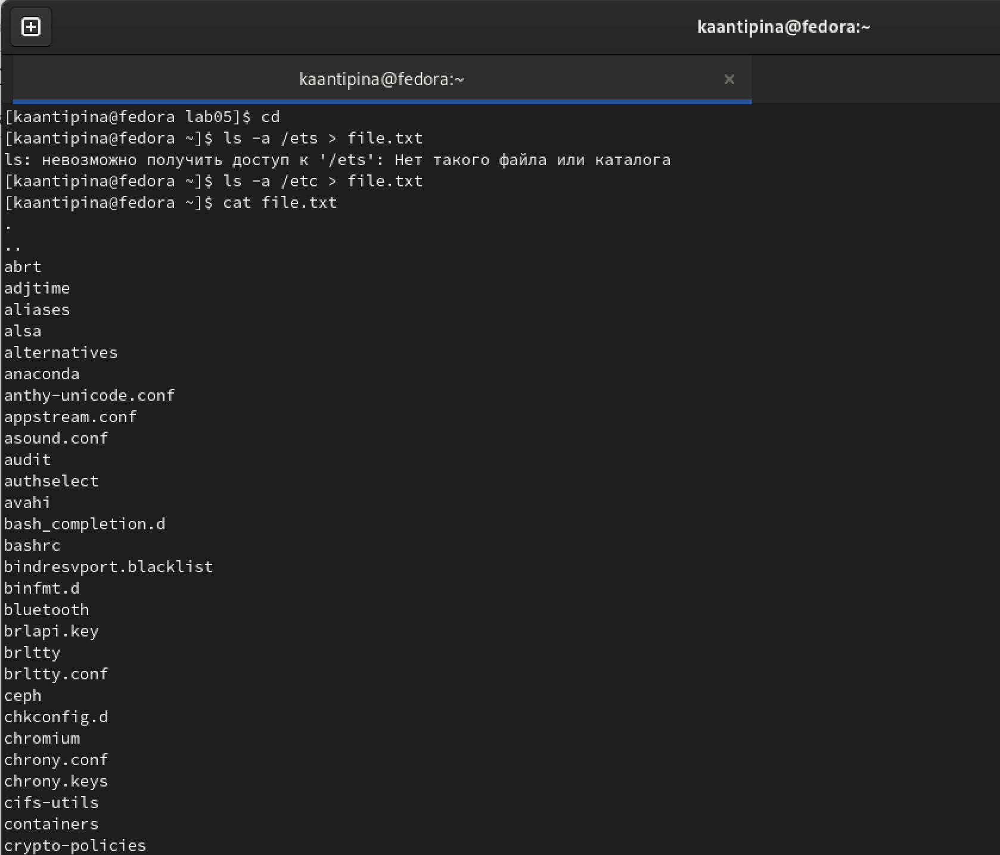 kaantipina@fedora:~
kaantipina@fedora:~
[kaantipina@fedora lab05]$ cd
[kaantipina@fedora ~]$ ls -a /ets > file.txt
ls: невозможно получить доступ к '/ets': Нет такого файла или каталога
[kaantipina@fedora ~]$ ls -a /etc > file.txt
[kaantipina@fedora ~]$ cat file.txt
.
..
abrt
adjtime
aliases
alsa
alternatives
anaconda
anthy-unicode.conf
appstream.conf
asound.conf
audit
authselect
avahi
bash_completion.d
bashrc
bindresvport.blacklist
binfmt.d
bluetooth
brlapi.key
brltty
brltty.conf
ceph
chkconfig.d
chromium
chrony.conf
chrony.keys
cifs-utils
containers
crypto-policies